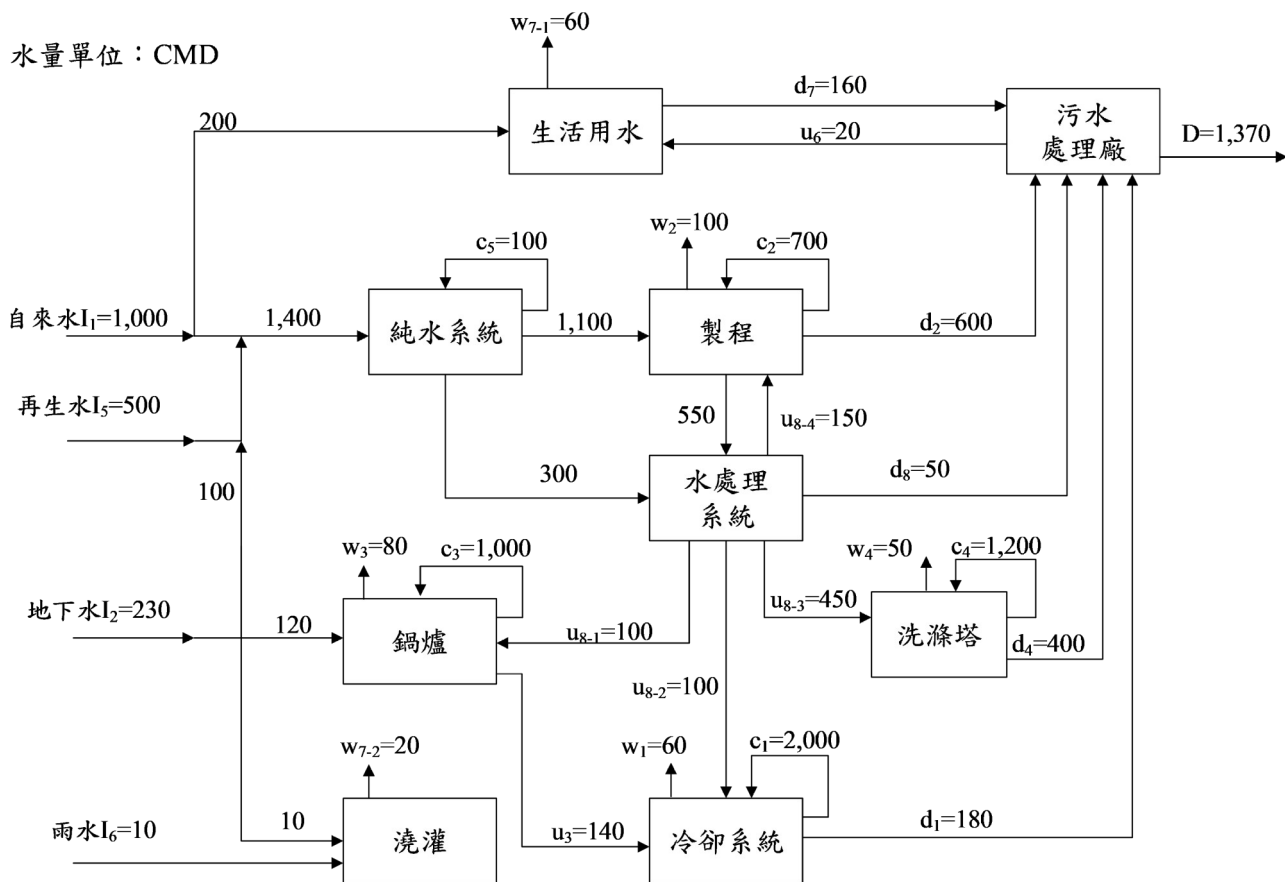 w7-1=60
水量單位：CMD
d7=160
200
生活用水
u6=20
污水
處理廠
D=1,370
w2=100
c5=100
c2=700
自來水I1=1,000
1,400
純水系統
1,100
製程
d2=600
再生水I5=500
550
u8-4=150
100
300
水處理
系統
d8=50
w3=80
c3=1,000
w4=50
c4=1,200
地下水I2=230
120
鍋爐
u8-1=100
u8-3=450
洗滌塔
d4=400
u8-2=100
w7-2=20
w1=60
c1=2,000
雨水I6=10
10
澆灌
u3=140
冷卻系統
d1=180